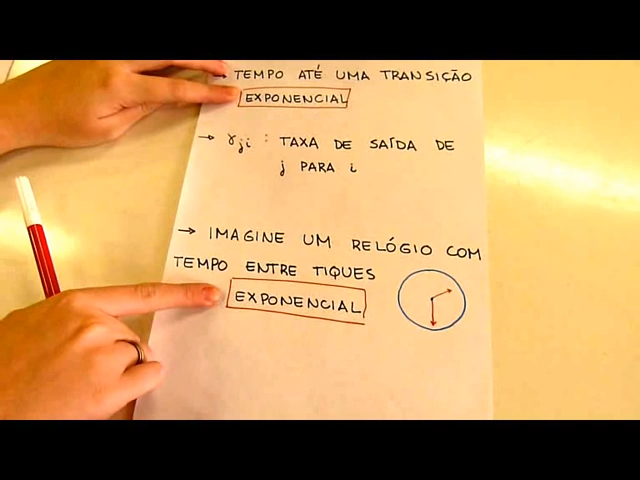 → TEMPO ATÉ UMA TRANSIÇÃO
EXPONENCIAL
→ γji : TAXA DE SAÍDA DE
j PARA i
→ IMAGINE UM RELÓGIO COM
TEMPO ENTRE TIQUES
EXPONENCIAL